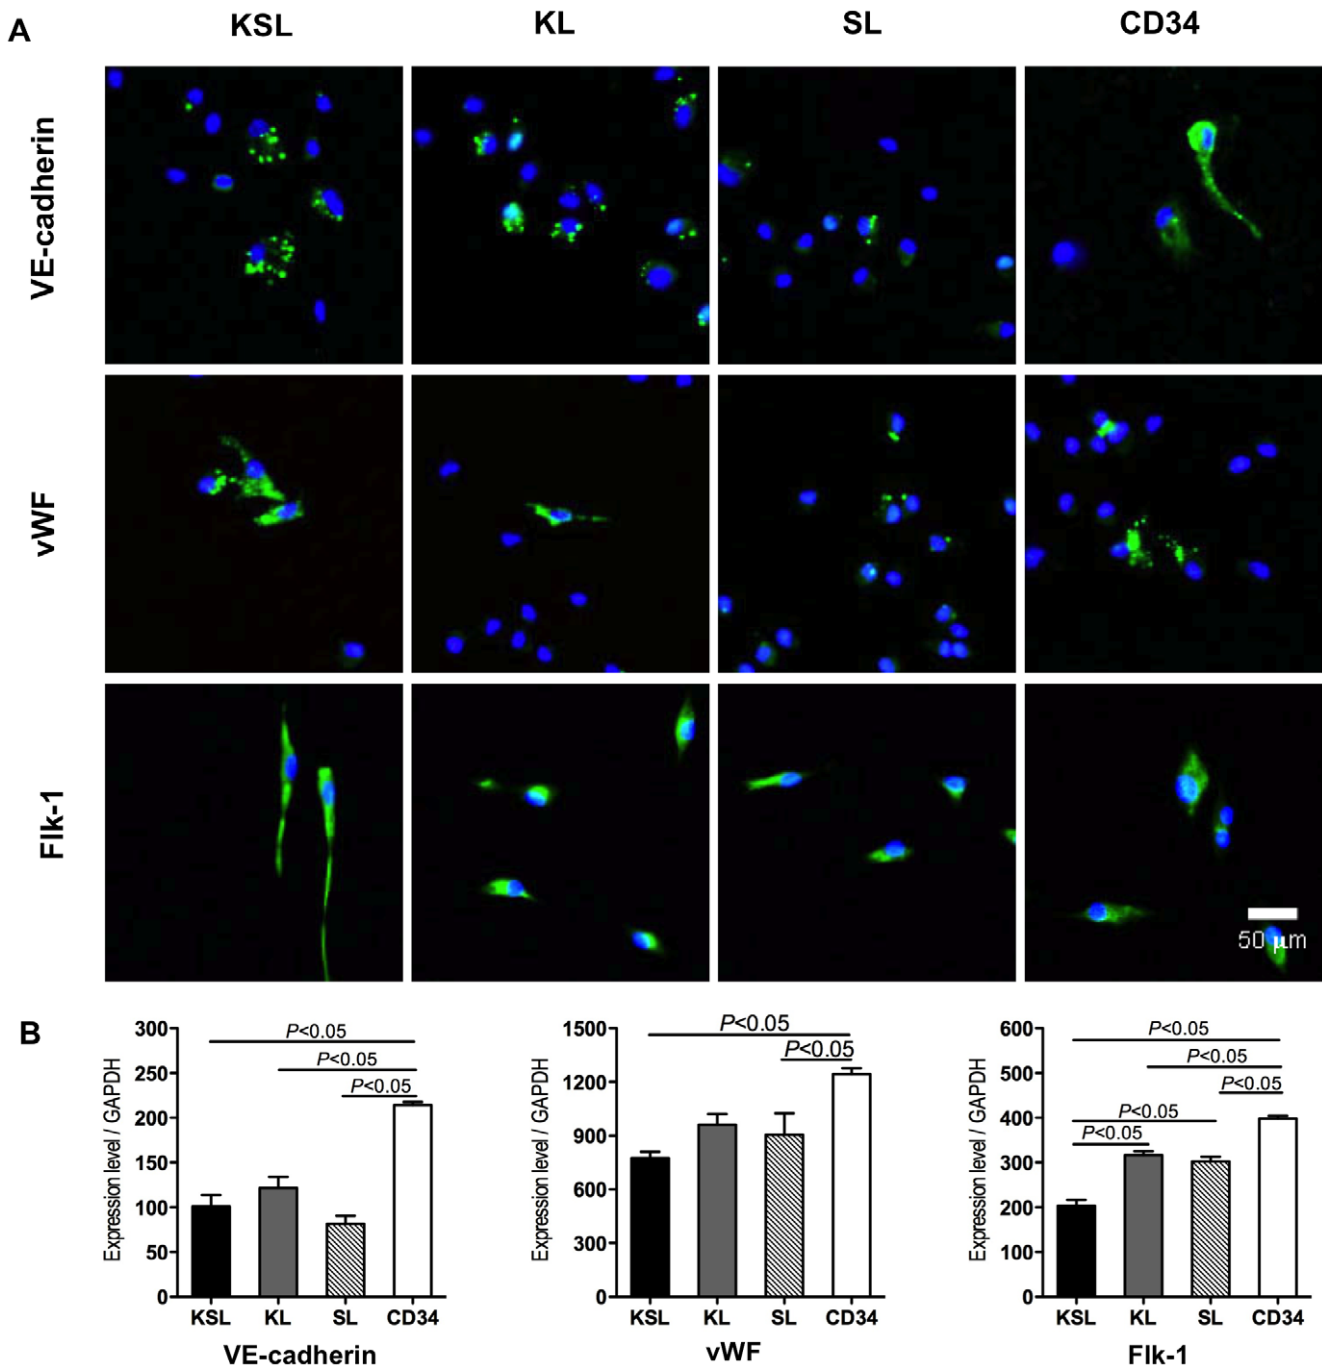 A
KSL KL SL CD34
VE-cadherin
vWF
Flk-1
50 µm
B
Expression level / GAPDH
300
250
200
150
100
50
0
P<0.05
P<0.05
P<0.05
KSL KL SL CD34
VE-cadherin
Expression level / GAPDH
1500
1200
900
600
300
0
P<0.05
P<0.05
KSL KL SL CD34
vWF
Expression level / GAPDH
600
500
400
300
200
100
0
P<0.05
P<0.05
P<0.05
P<0.05
P<0.05
KSL KL SL CD34
Flk-1